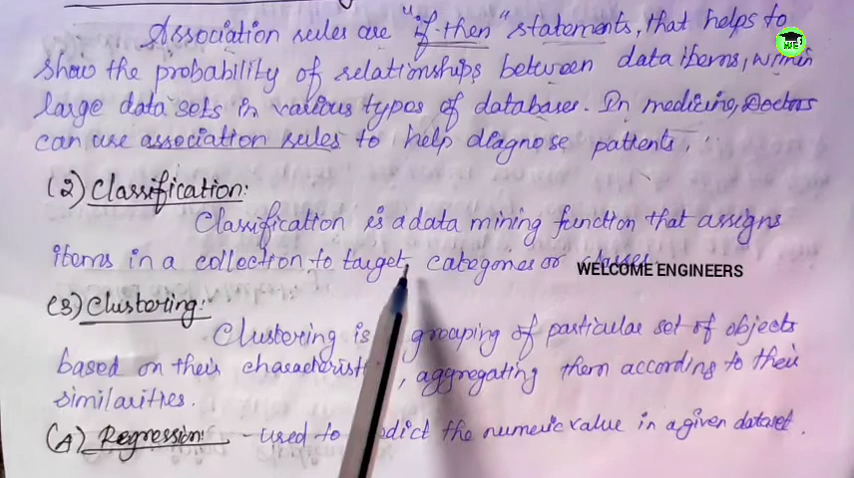 Association rules are "if-then" statements, that helps to
show the probability of relationships between data items, within
large data sets in various types of databases. In medicine, Doctors
can use association rules to help diagnose patients.
(2) Classification:
Classification is a data mining function that assigns
items in a collection to target categories or
WELCOME ENGINEERS
(3) Clustering:
Clustering is grouping of particular set of objects
based on their characterist , aggregating them according to their
similarities.
(4) Regression: - used to dict the numeric value in a given dataset.